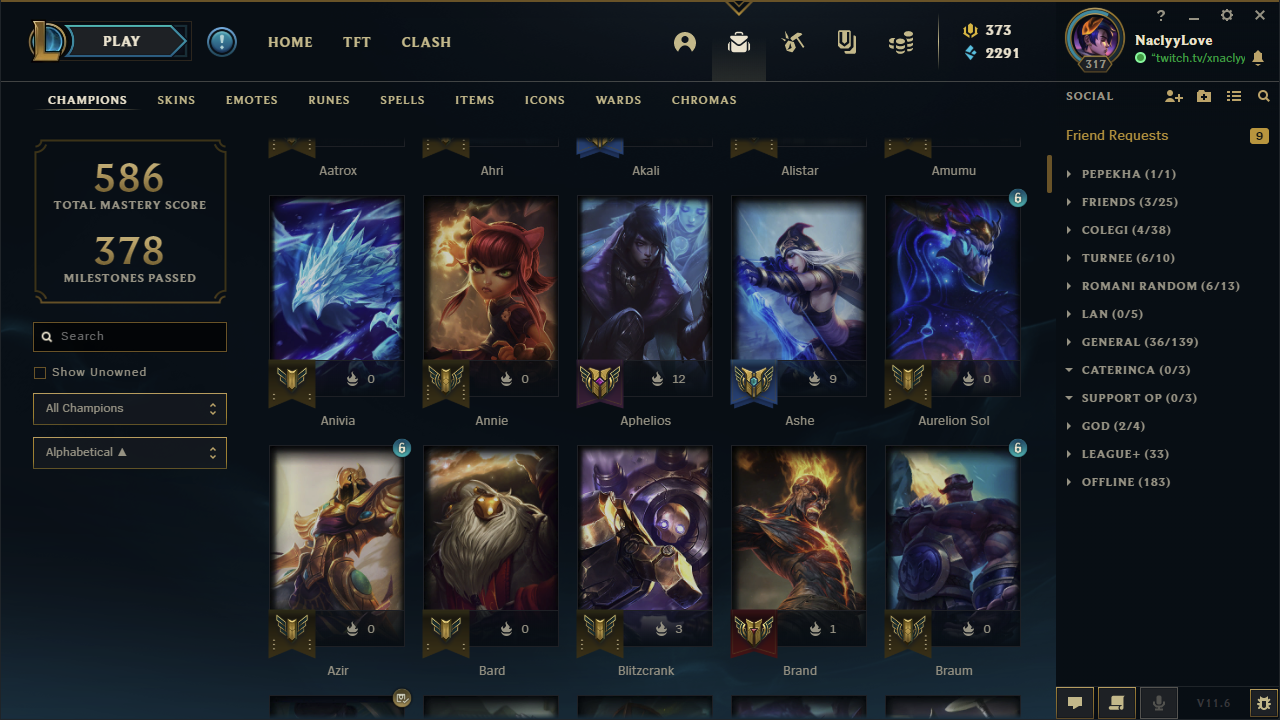 PLAY
HOME
TFT
CLASH
373
2291
317
?
NaclyyLove
"twitch.tv/xnaclyy
CHAMPIONS
SKINS
EMOTES
RUNES
SPELLS
ITEMS
ICONS
WARDS
CHROMAS
586
TOTAL MASTERY SCORE
378
MILESTONES PASSED
Search
Show Unowned
All Champions
Alphabetical ▲
Aatrox
Ahri
Akali
Alistar
Amumu
6
0
0
12
9
0
Anivia
Annie
Aphelios
Ashe
Aurelion Sol
6
6
0
0
3
1
0
Azir
Bard
Blitzcrank
Brand
Braum
SOCIAL
Friend Requests
9
PEPEKHA (1/1)
FRIENDS (3/25)
COLEGI (4/38)
TURNEE (6/10)
ROMANI RANDOM (6/13)
LAN (0/5)
GENERAL (36/139)
CATERINCA (0/3)
SUPPORT OP (0/3)
GOD (2/4)
LEAGUE+ (33)
OFFLINE (183)
V11.6